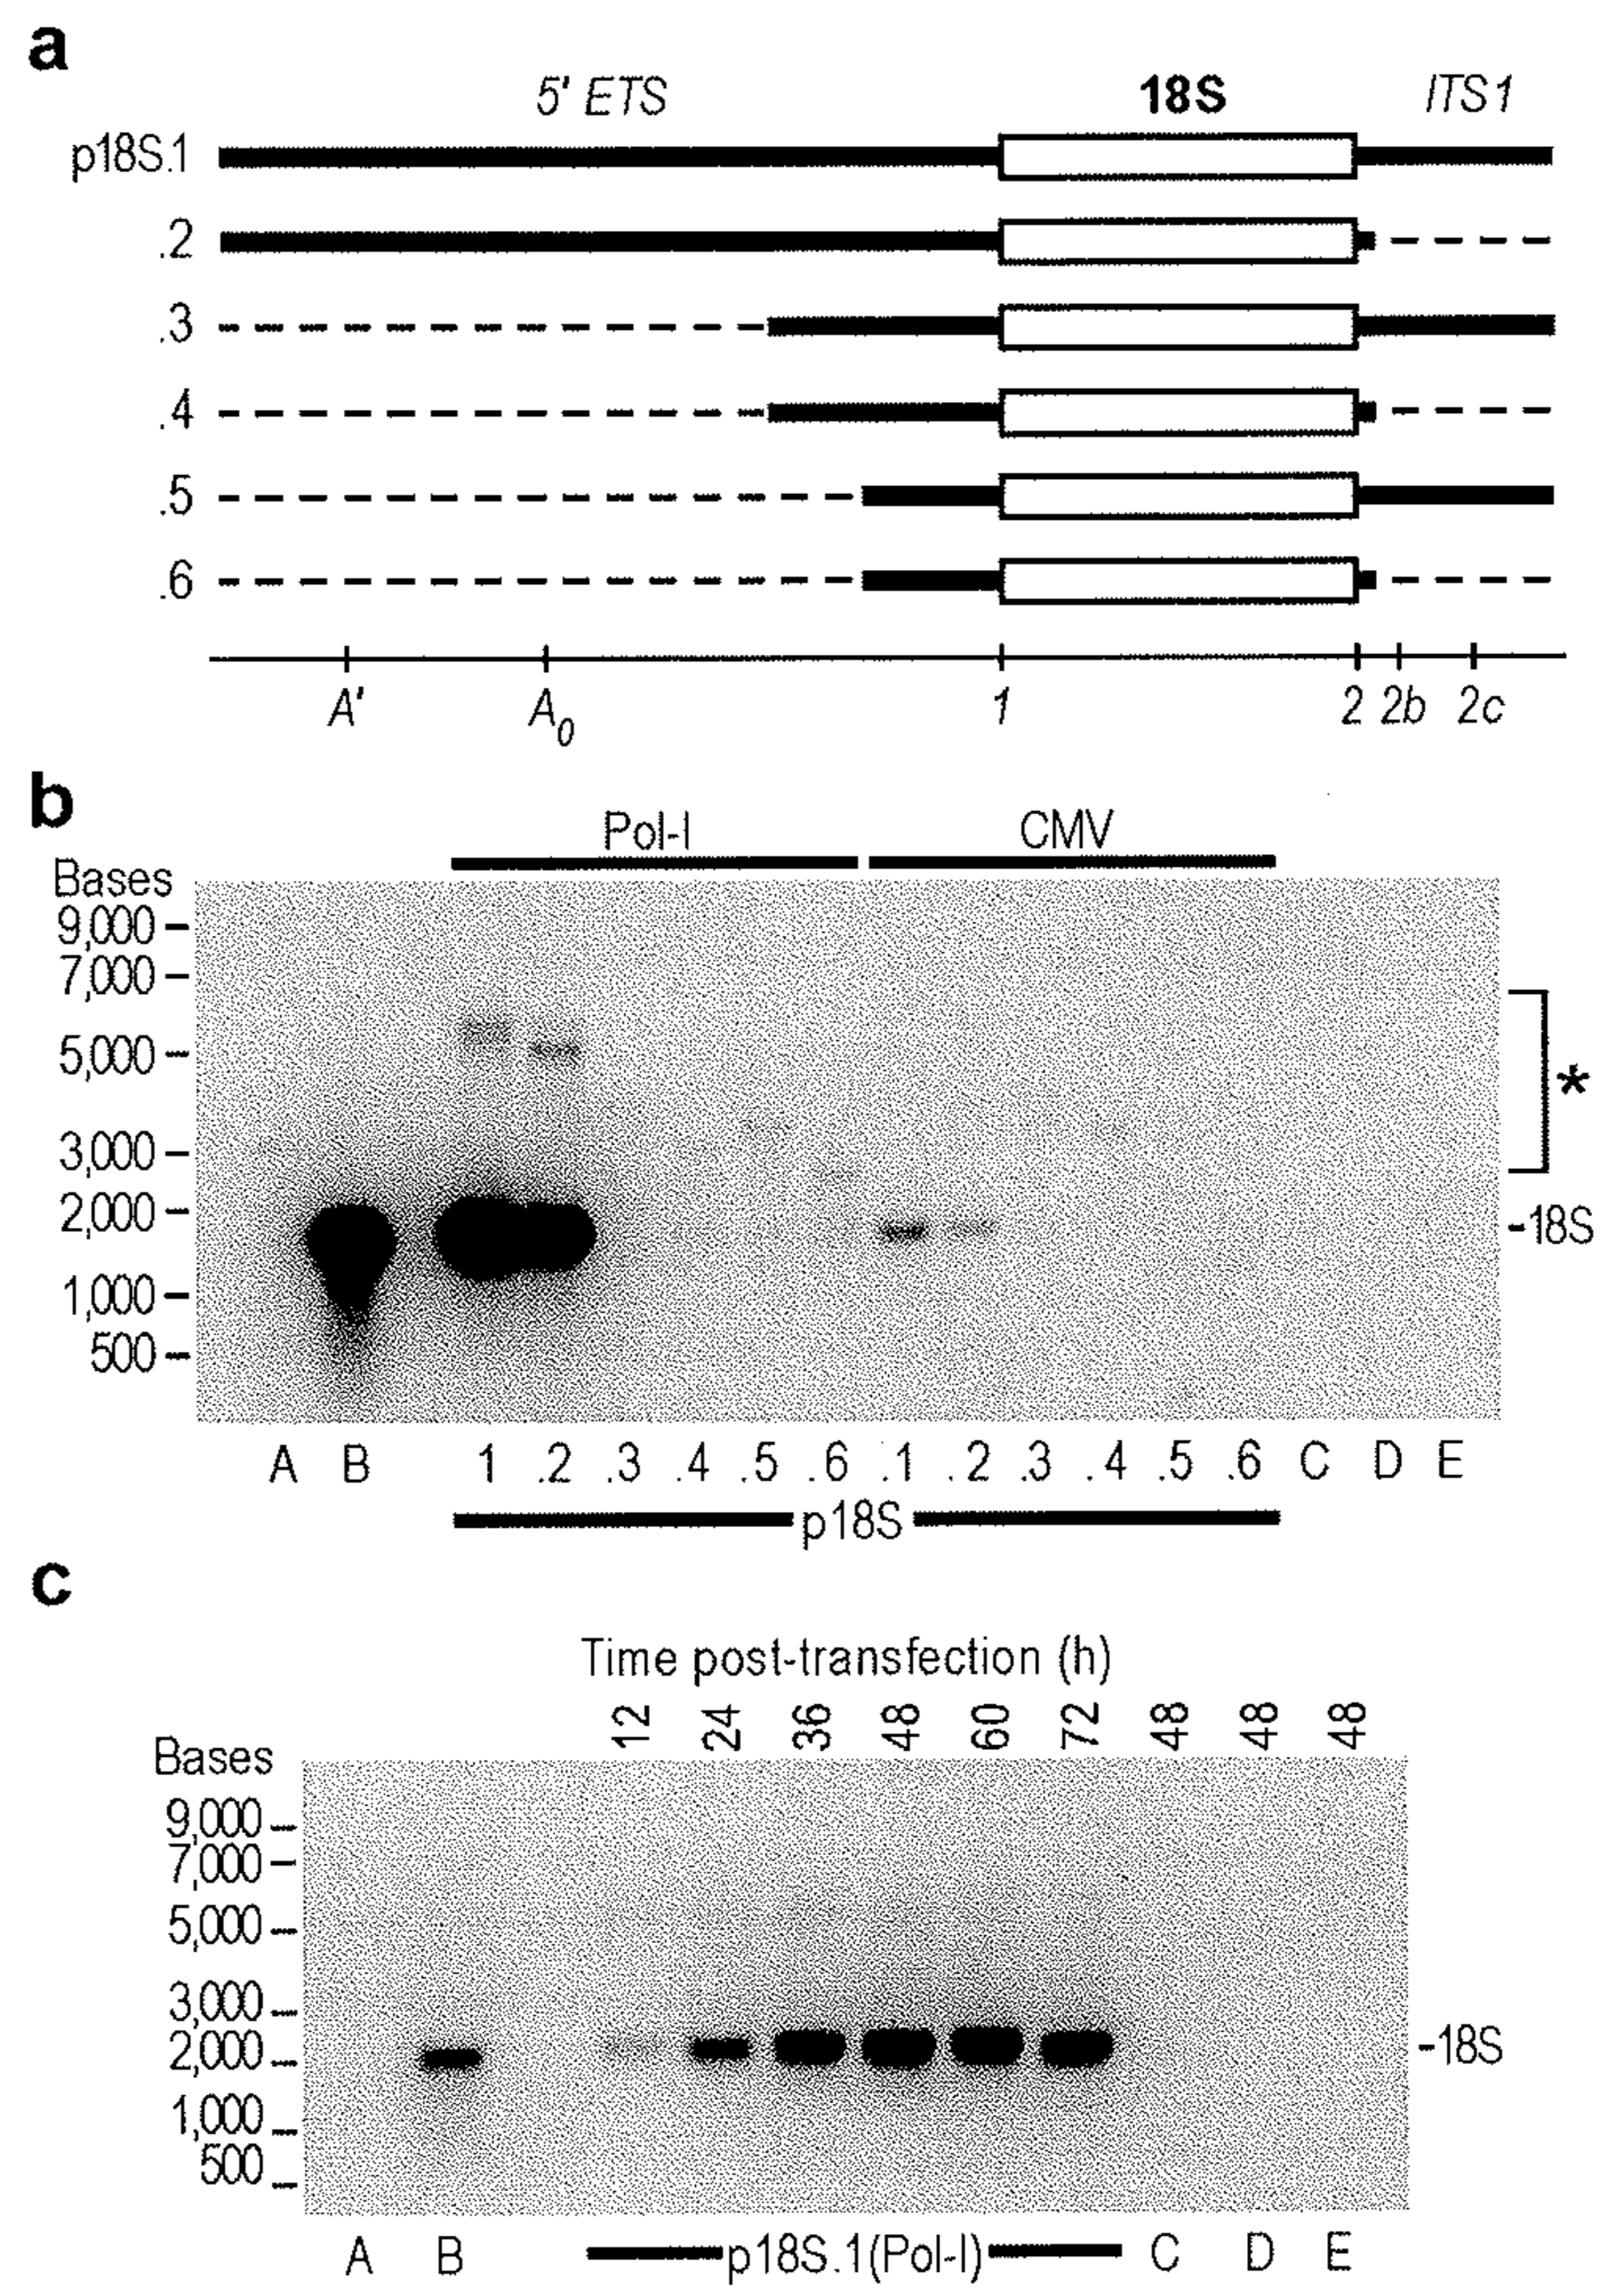 a
5' ETS 18S ITS1
p18S.1
.2
.3
.4
.5
.6
A' A0 1 2 2b 2c
b
Pol-I CMV
Bases
9,000
7,000
5,000
3,000
2,000
1,000
500
*
-18S
A B 1 .2 .3 .4 .5 .6 .1 .2 .3 .4 .5 .6 C D E
p18S
c
Time post-transfection (h)
12 24 36 48 60 72 48 48 48
Bases
9,000
7,000
5,000
3,000
2,000
1,000
500
-18S
A B p18S.1(Pol-I) C D E